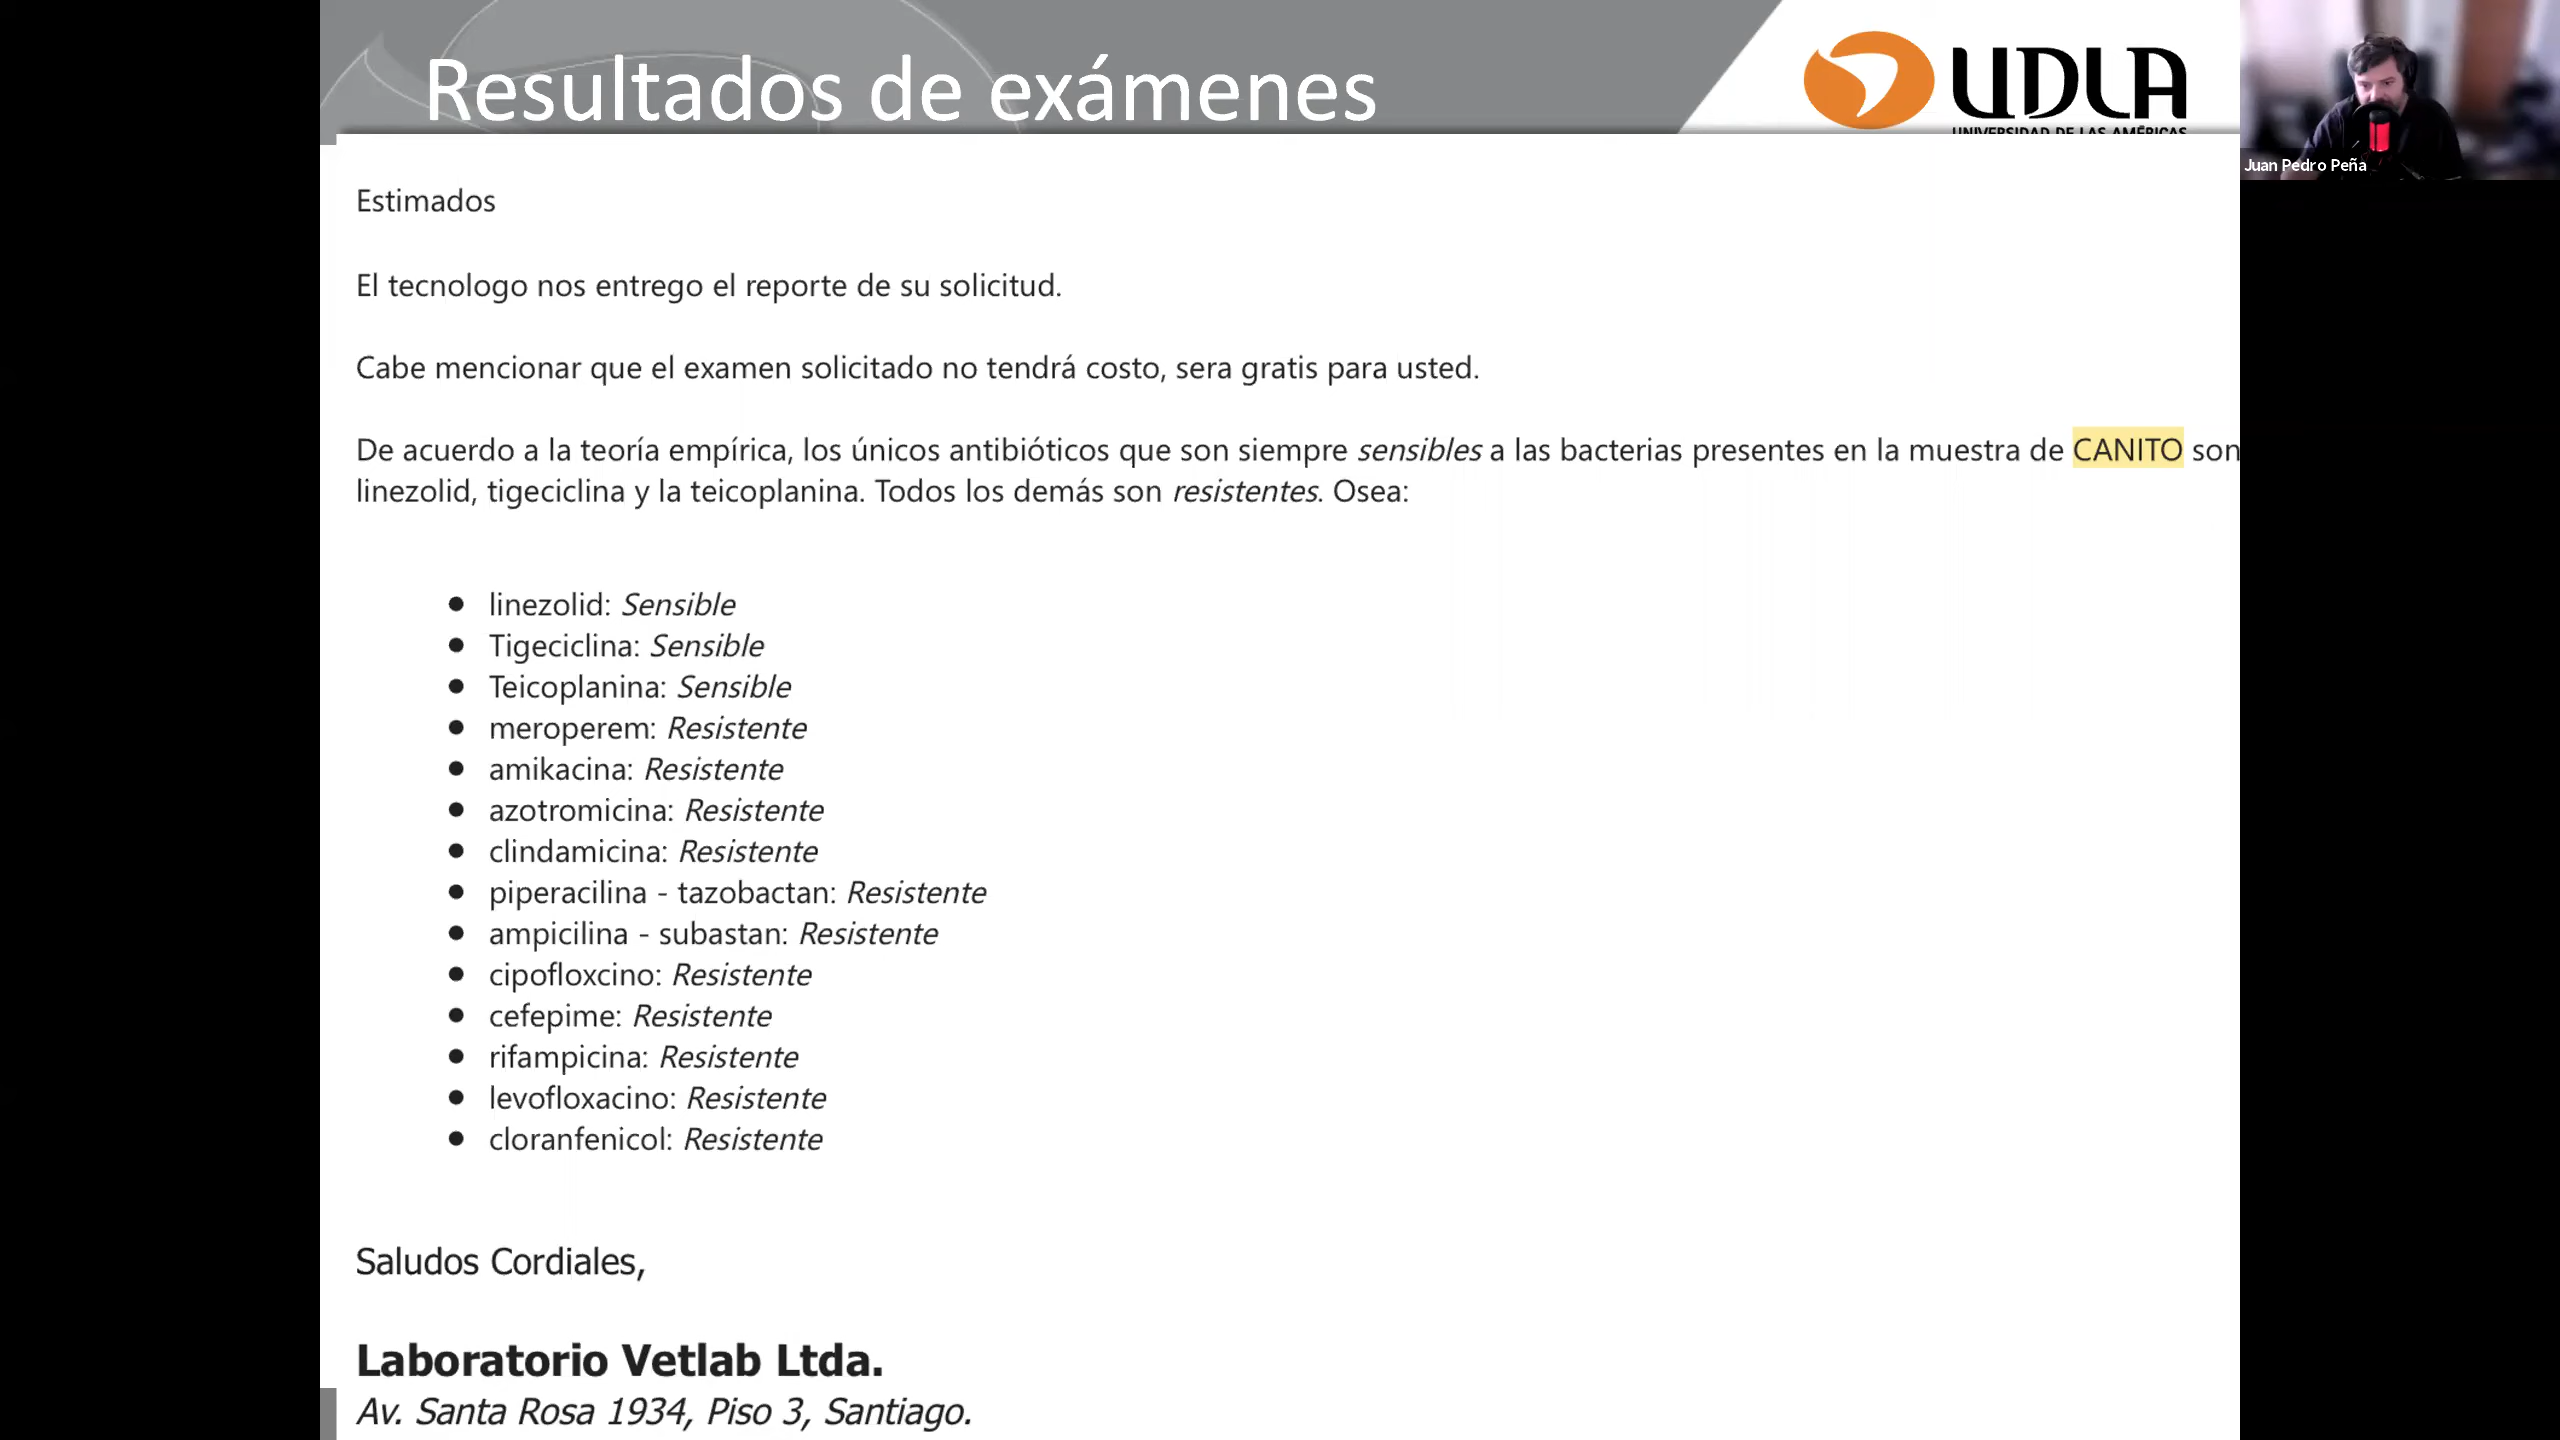 Resultados de exámenes
UDLA
UNIVERSIDAD DE LAS AMÉRICAS
Juan Pedro Peña
Estimados
El tecnologo nos entrego el reporte de su solicitud.
Cabe mencionar que el examen solicitado no tendrá costo, sera gratis para usted.
De acuerdo a la teoría empírica, los únicos antibióticos que son siempre sensibles a las bacterias presentes en la muestra de CANITO son
linezolid, tigeciclina y la teicoplanina. Todos los demás son resistentes. Osea:
• linezolid: Sensible
• Tigeciclina: Sensible
• Teicoplanina: Sensible
• meroperem: Resistente
• amikacina: Resistente
• azotromicina: Resistente
• clindamicina: Resistente
• piperacilina - tazobactan: Resistente
• ampicilina - subastan: Resistente
• cipofloxcino: Resistente
• cefepime: Resistente
• rifampicina: Resistente
• levofloxacino: Resistente
• cloranfenicol: Resistente
Saludos Cordiales,
Laboratorio Vetlab Ltda.
Av. Santa Rosa 1934, Piso 3, Santiago.